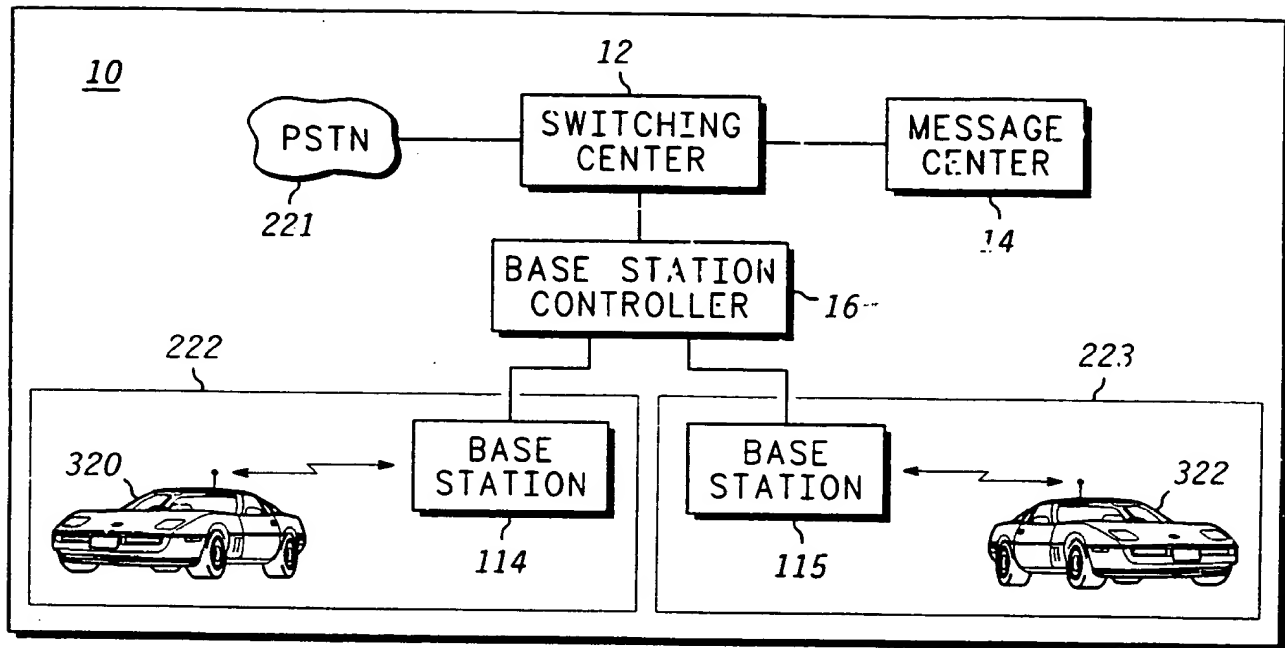 10
12
PSTN
SWITCHING
CENTER
MESSAGE
CENTER
221
14
BASE STATION
CONTROLLER
16
222
223
320
BASE
STATION
BASE
STATION
322
114
115